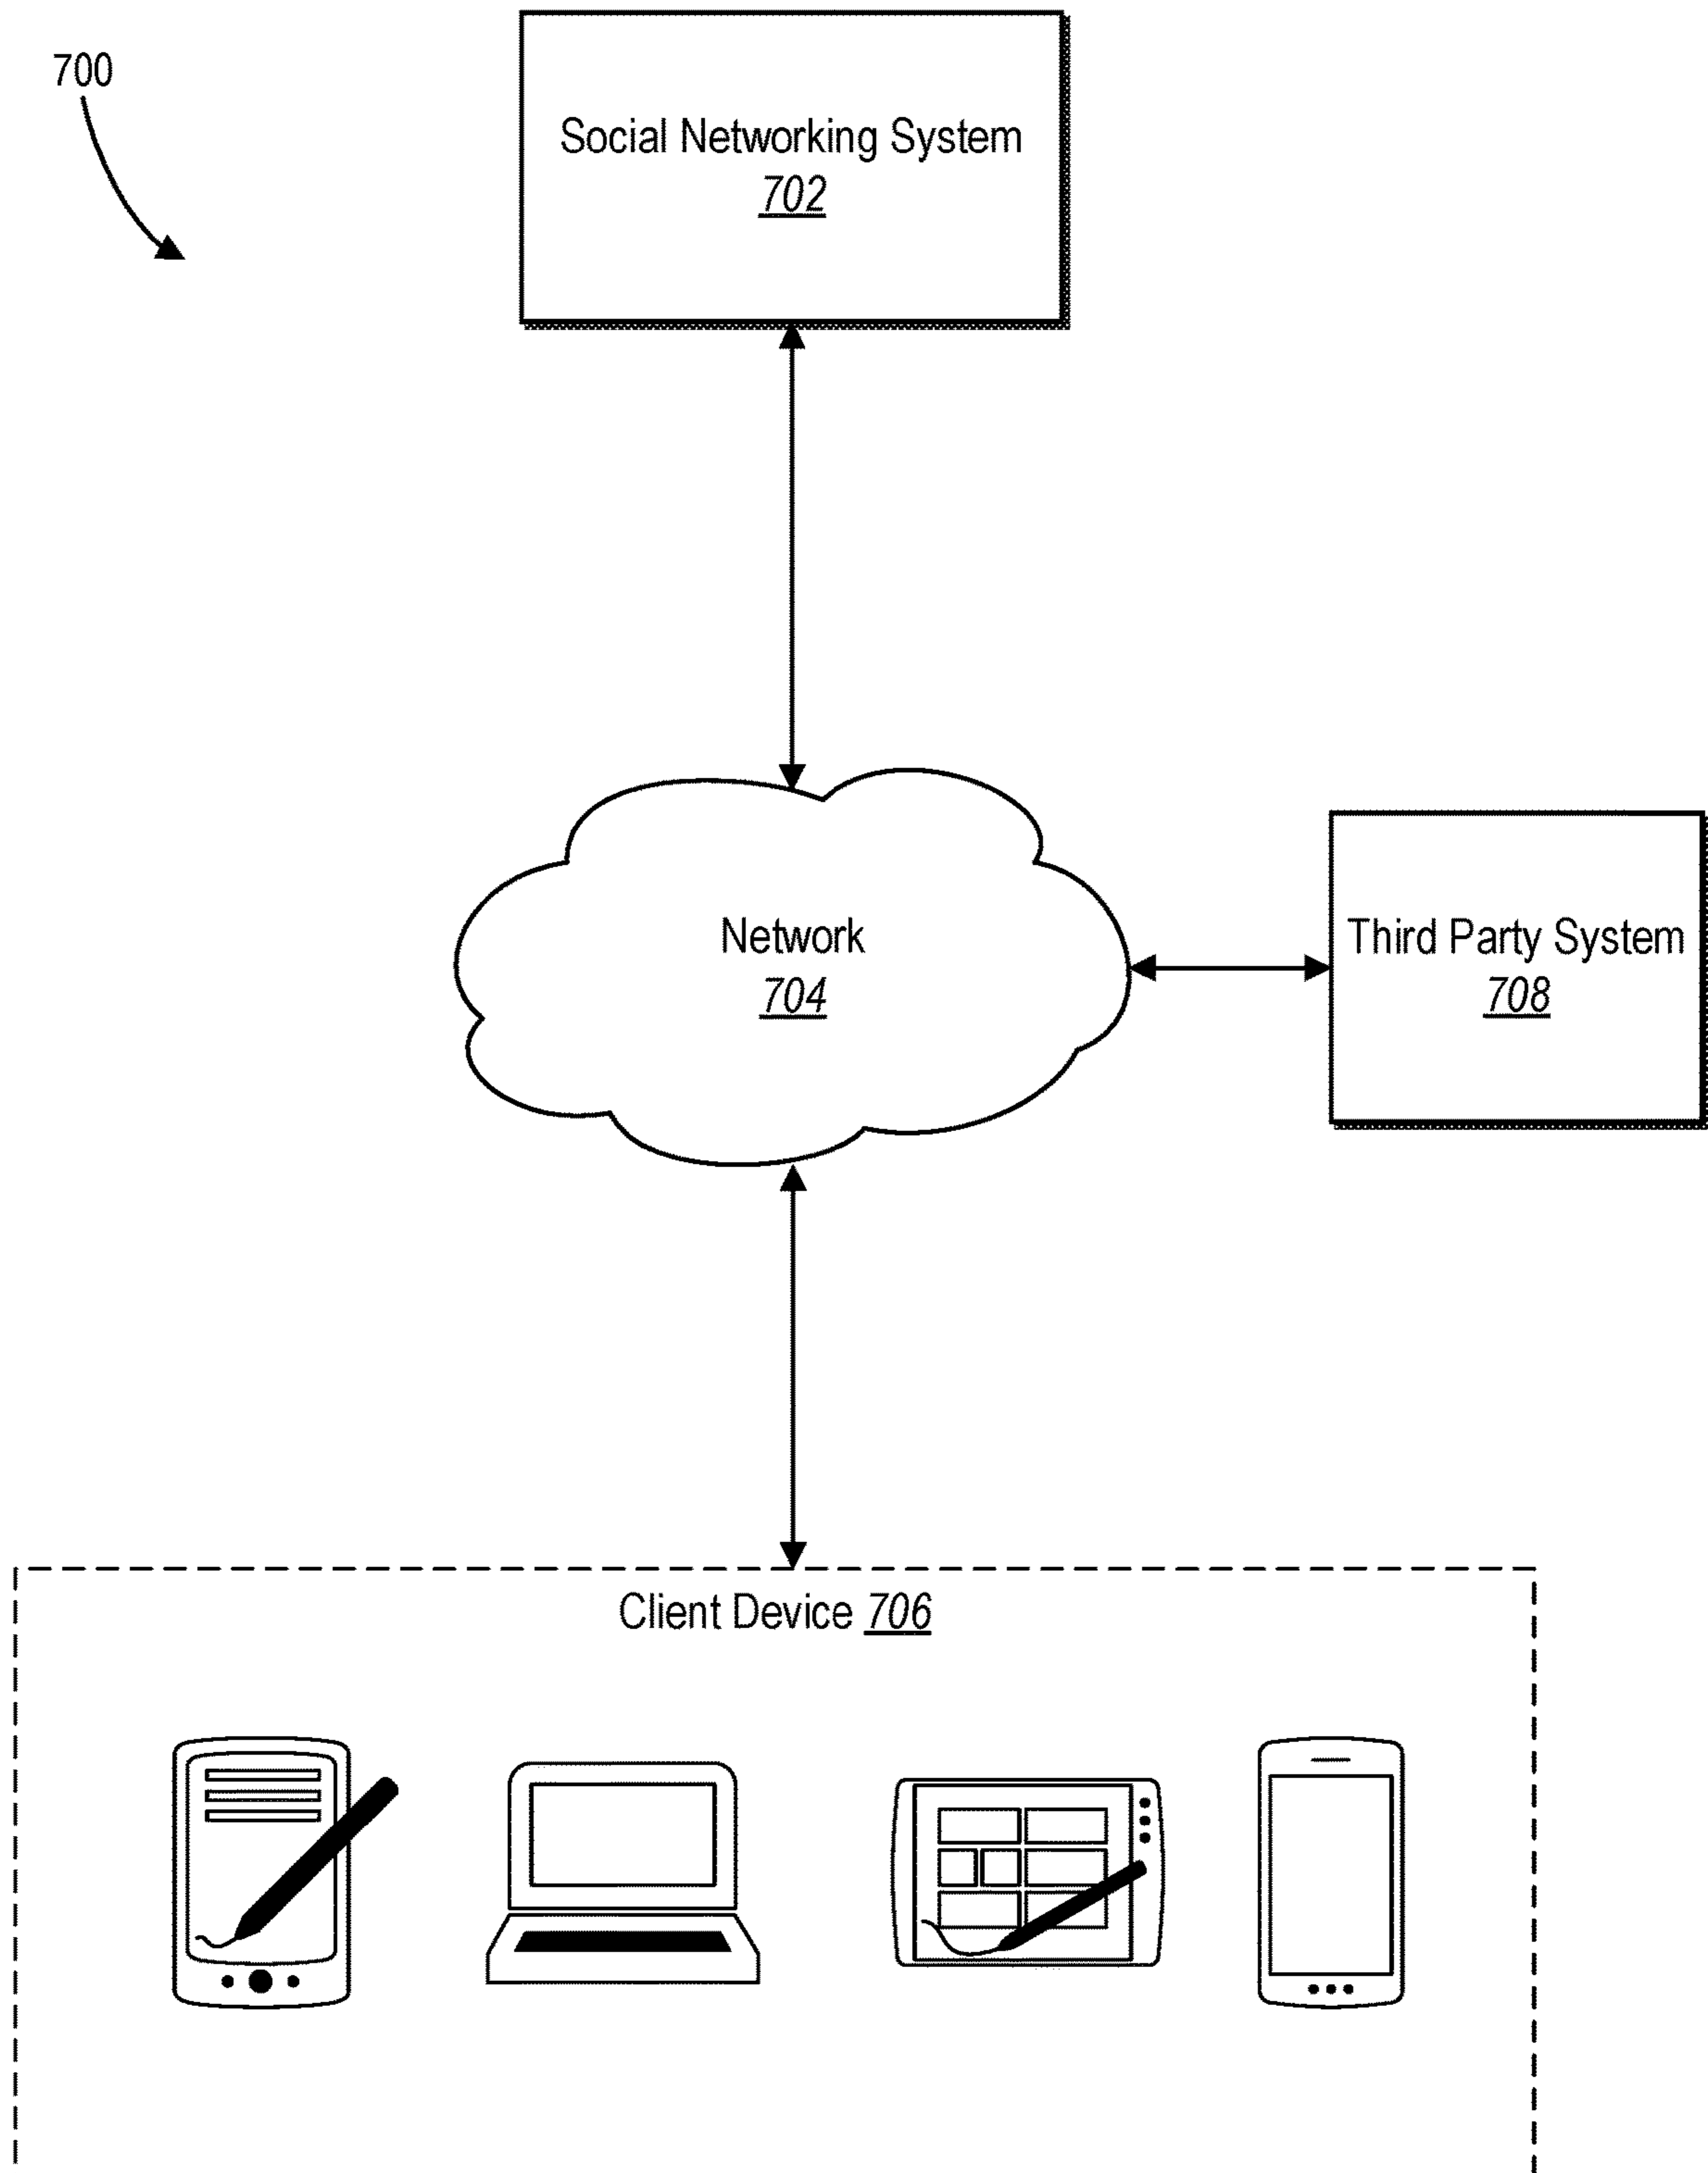 700
Social Networking System
702
Network
704
Third Party System
708
Client Device 706